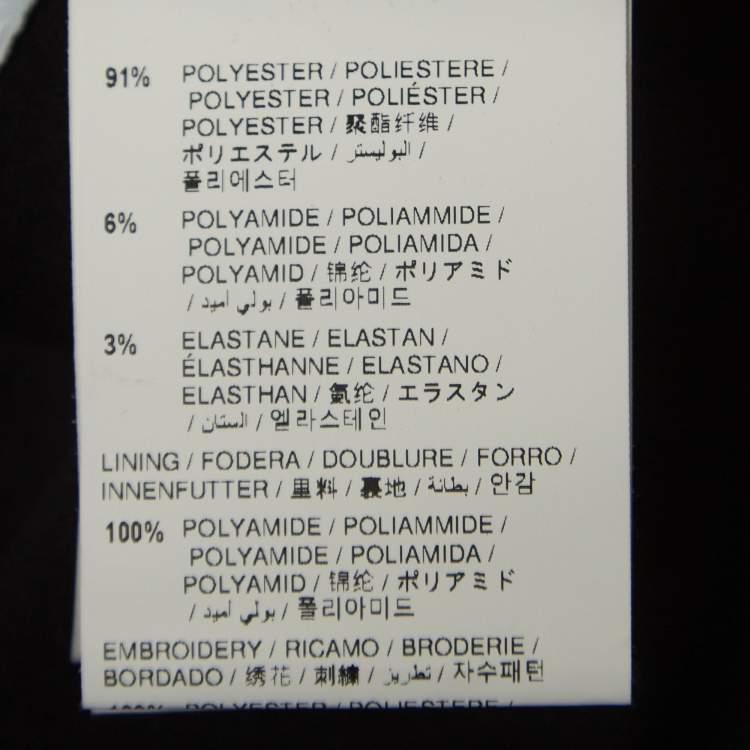 91% POLYESTER / POLIESTERE /
POLYESTER / POLIÉSTER /
POLYESTER / 聚酯纤维 /
ポリエステル / البوليستر /
폴리에스터
6% POLYAMIDE / POLIAMMIDE /
POLYAMIDE / POLIAMIDA /
POLYAMID / 锦纶 / ポリアミド
/ بولي أميد / 폴리아미드
3% ELASTANE / ELASTAN /
ÉLASTHANNE / ELASTANO /
ELASTHAN / 氨纶 / エラスタン
/ الستان / 엘라스테인
LINING / FODERA / DOUBLURE / FORRO /
INNENFUTTER / 里料 / 裏地 / بطانة / 안감
100% POLYAMIDE / POLIAMMIDE /
POLYAMIDE / POLIAMIDA /
POLYAMID / 锦纶 / ポリアミド
/ بولي أميد / 폴리아미드
EMBROIDERY / RICAMO / BRODERIE /
BORDADO / 绣花 / 刺繍 / تطريز / 자수패턴
100% POLYESTER / POLIESTERE /